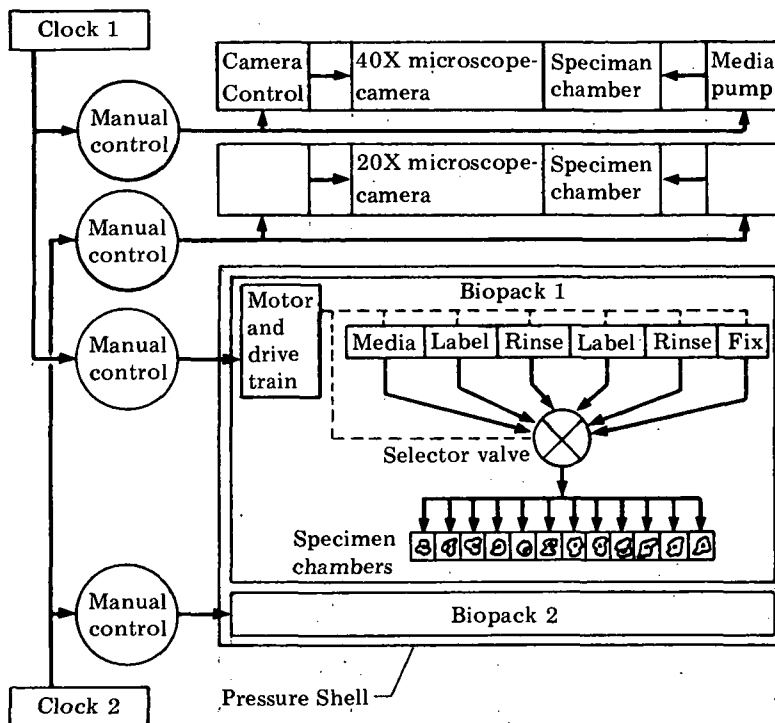 Clock 1
Camera
Control
40X microscope-
camera
Speciman
chamber
Media
pump
Manual
control
20X microscope-
camera
Specimen
chamber
Manual
control
Biopack 1
Motor
and
drive
train
Media Label Rinse Label Rinse Fix
Manual
control
Selector valve
Specimen
chambers
Manual
control
Biopack 2
Pressure Shell
Clock 2